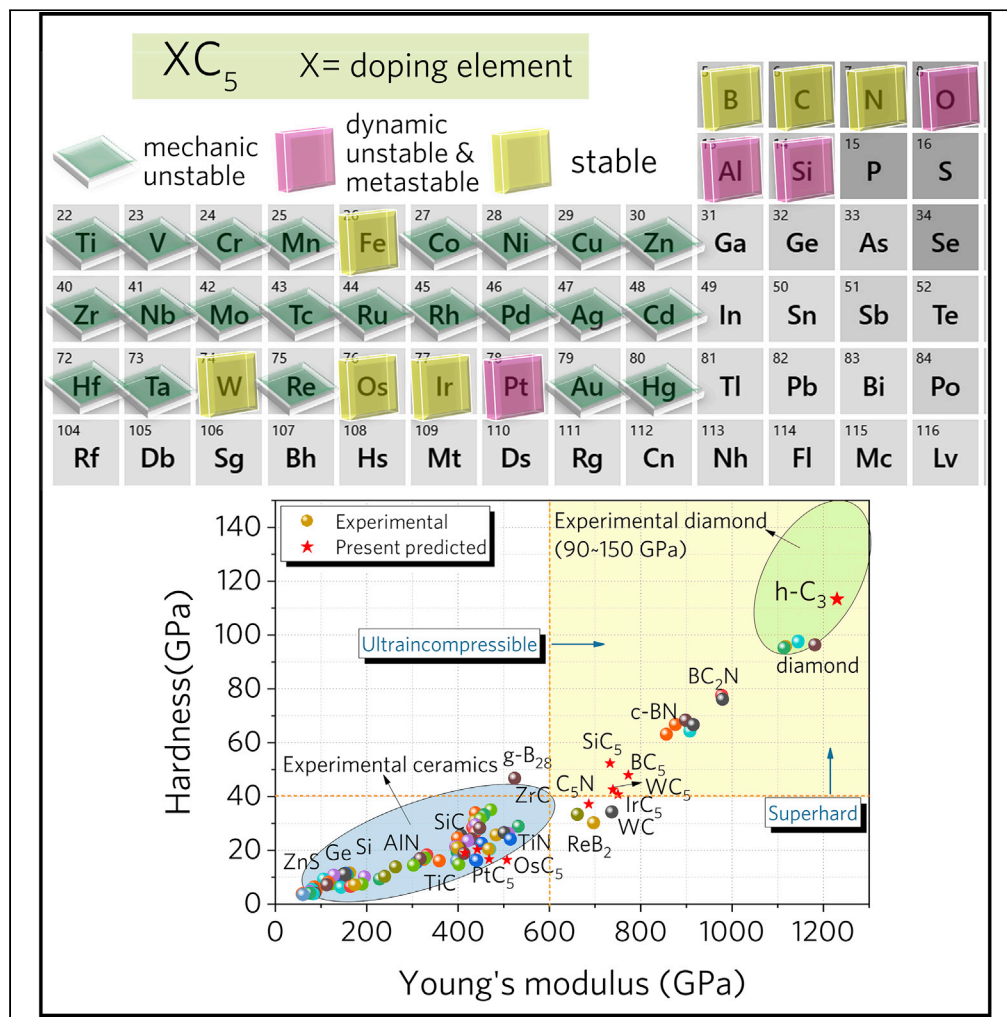 XC5 X= doping element
mechanic
unstable
dynamic
unstable &
metastable
stable
5 6 7 8
B C N O
13 14 15 16
Al Si P S
22 23 24 25 26 27 28 29 30 31 32 33 34
Ti V Cr Mn Fe Co Ni Cu Zn Ga Ge As Se
40 41 42 43 44 45 46 47 48 49 50 51 52
Zr Nb Mo Tc Ru Rh Pd Ag Cd In Sn Sb Te
72 73 74 75 76 77 78 79 80 81 82 83 84
Hf Ta W Re Os Ir Pt Au Hg Tl Pb Bi Po
104 105 106 107 108 109 110 111 112 113 114 115 116
Rf Db Sg Bh Hs Mt Ds Rg Cn Nh Fl Mc Lv
Experimental
Present predicted
Experimental diamond
(90~150 GPa)
h-C3
diamond
Ultraincompressible
BC2N
c-BN
SiC5
BC5
WC5
C5N
IrC5
WC
ReB2
Superhard
g-B28
Experimental ceramics
ZrC
SiC
AlN
Si
Ge
ZnS
TiN
TiC
PtC5
OsC5
140
120
100
80
60
40
20
0
Hardness(GPa)
0 200 400 600 800 1000 1200
Young's modulus (GPa)